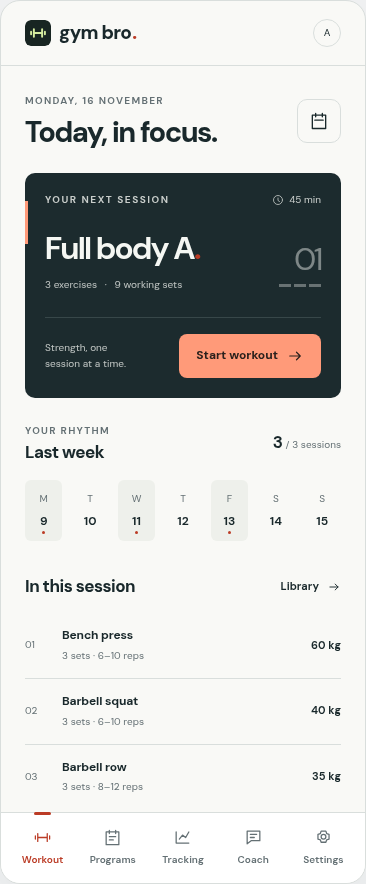 gym bro.
A
MONDAY, 16 NOVEMBER
Today, in focus.
YOUR NEXT SESSION
45 min
Full body A.
01
3 exercises · 9 working sets
Strength, one
session at a time.
Start workout →
YOUR RHYTHM
Last week
3 / 3 sessions
M T W T F S S
9 10 11 12 13 14 15
In this session
Library →
01
Bench press
3 sets · 6–10 reps
60 kg
02
Barbell squat
3 sets · 6–10 reps
40 kg
03
Barbell row
3 sets · 8–12 reps
35 kg
Workout
Programs
Tracking
Coach
Settings